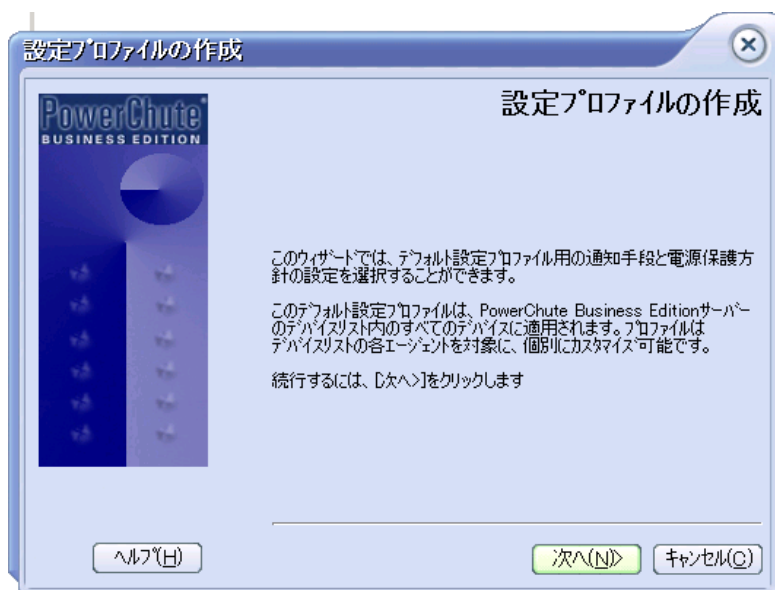 設定プロファイルの作成
PowerChute
BUSINESS EDITION
設定プロファイルの作成
このウィザードでは、デフォルト設定プロファイル用の通知手段と電源保護方
針の設定を選択することができます。
このデフォルト設定プロファイルは、PowerChute Business Editionサーバー
のデバイスリスト内のすべてのデバイスに適用されます。プロファイルは
デバイスリストの各エージェントを対象に、個別にカスタマイズ可能です。
続行するには、[次へ>]をクリックします
ヘルプ(H)
次へ(N)>
キャンセル(C)